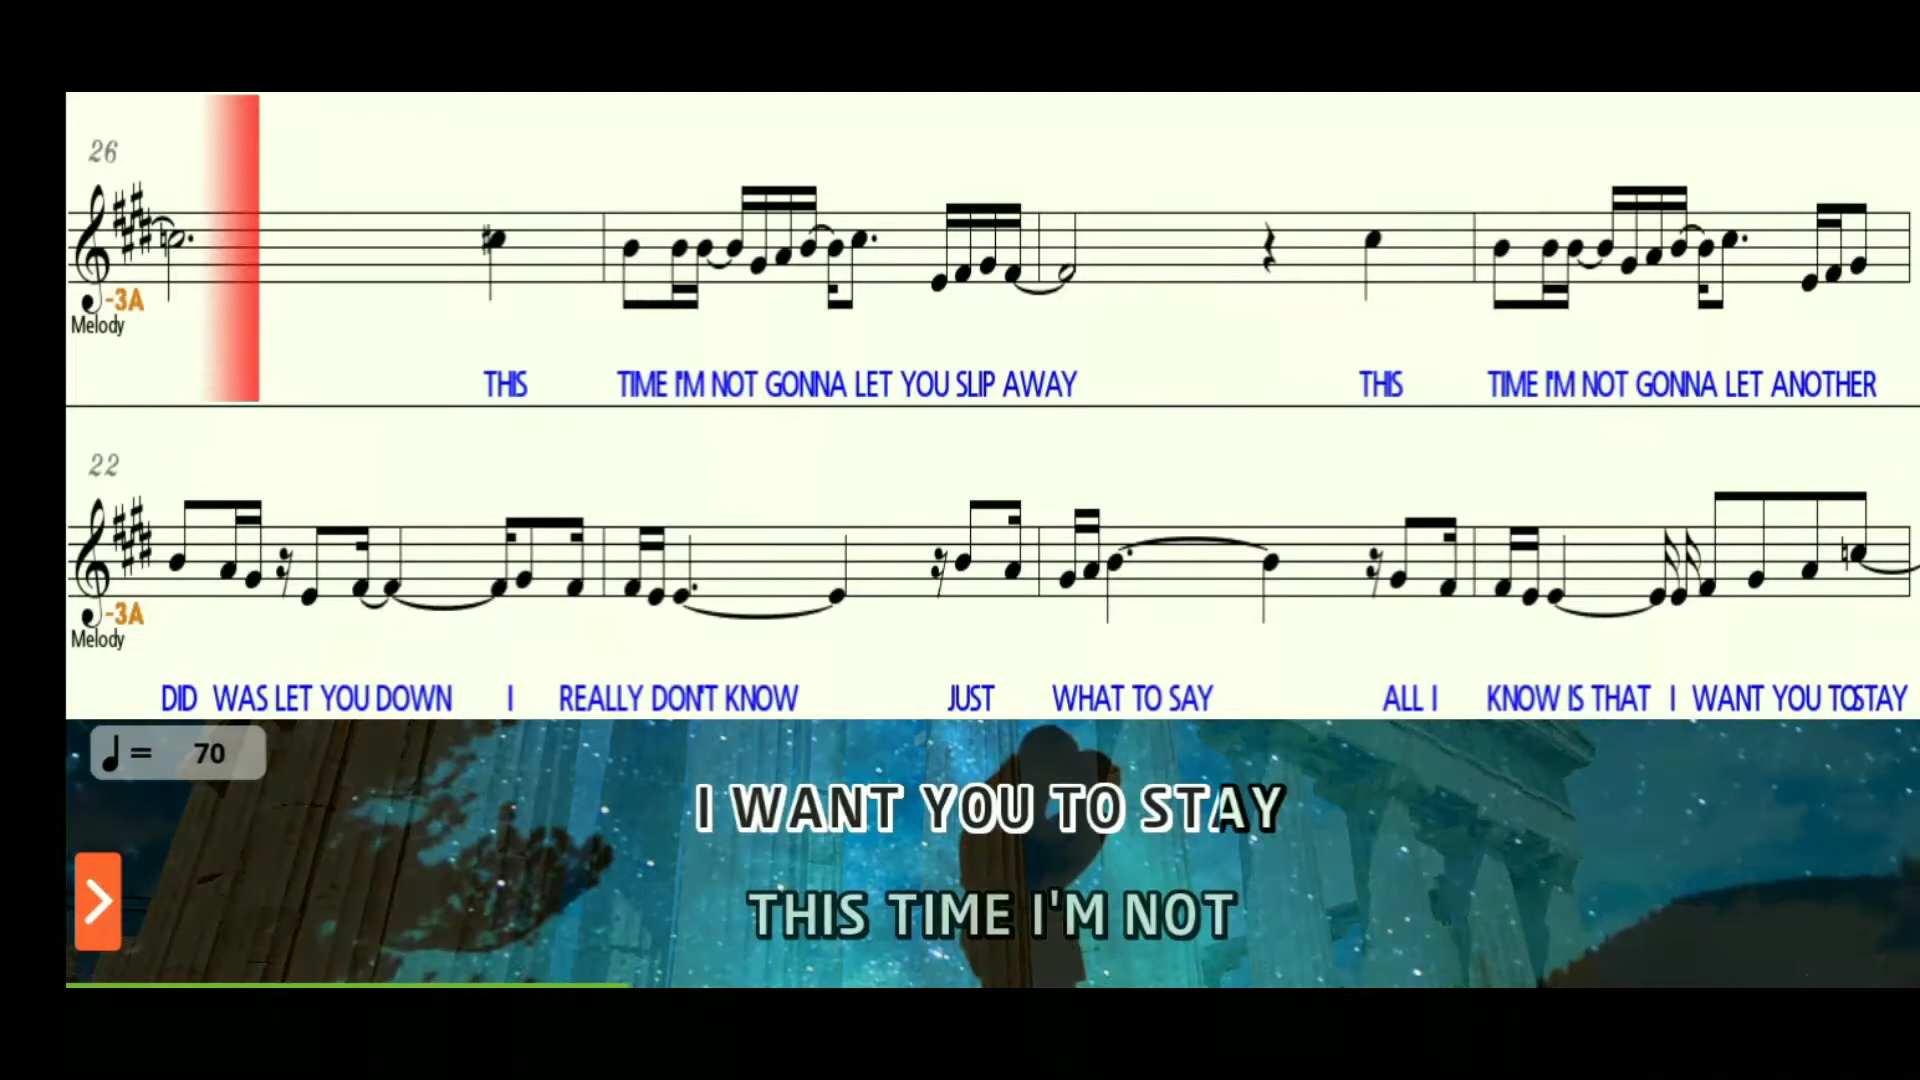 26
-3A
Melody
THIS TIME I'M NOT GONNA LET YOU SLIP AWAY THIS TIME I'M NOT GONNA LET ANOTHER
22
-3A
Melody
DID WAS LET YOU DOWN I REALLY DON'T KNOW JUST WHAT TO SAY ALL I KNOW IS THAT I WANT YOU TO STAY
= 70
I WANT YOU TO STAY
THIS TIME I'M NOT